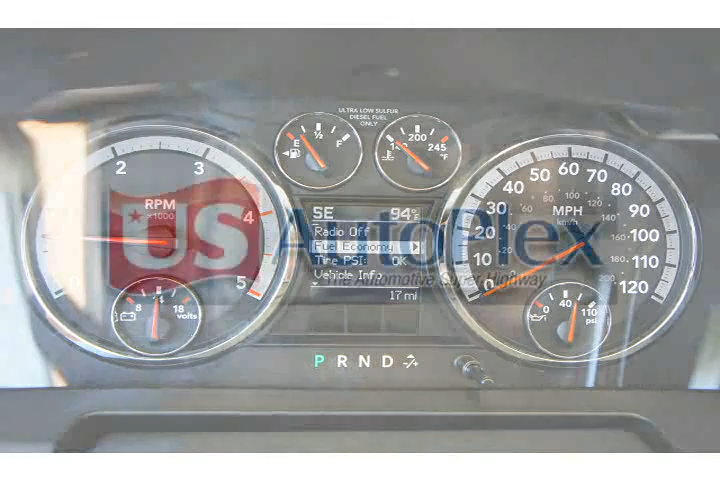 ULTRA LOW SULFUR
DIESEL FUEL
ONLY
E ½ F
200
245
°F
2 3 4 5
RPM
×1000
SE 94°F
Radio Off
Fuel Economy
Tire PSI: OK
Vehicle Info
17 mi
0 10 20 30 40 50 60 70 80 90 100 110 120
MPH
km/h
8 18
volts
0 40 110
psi
P R N D
US AutoPlex
The Automotive Super Highway